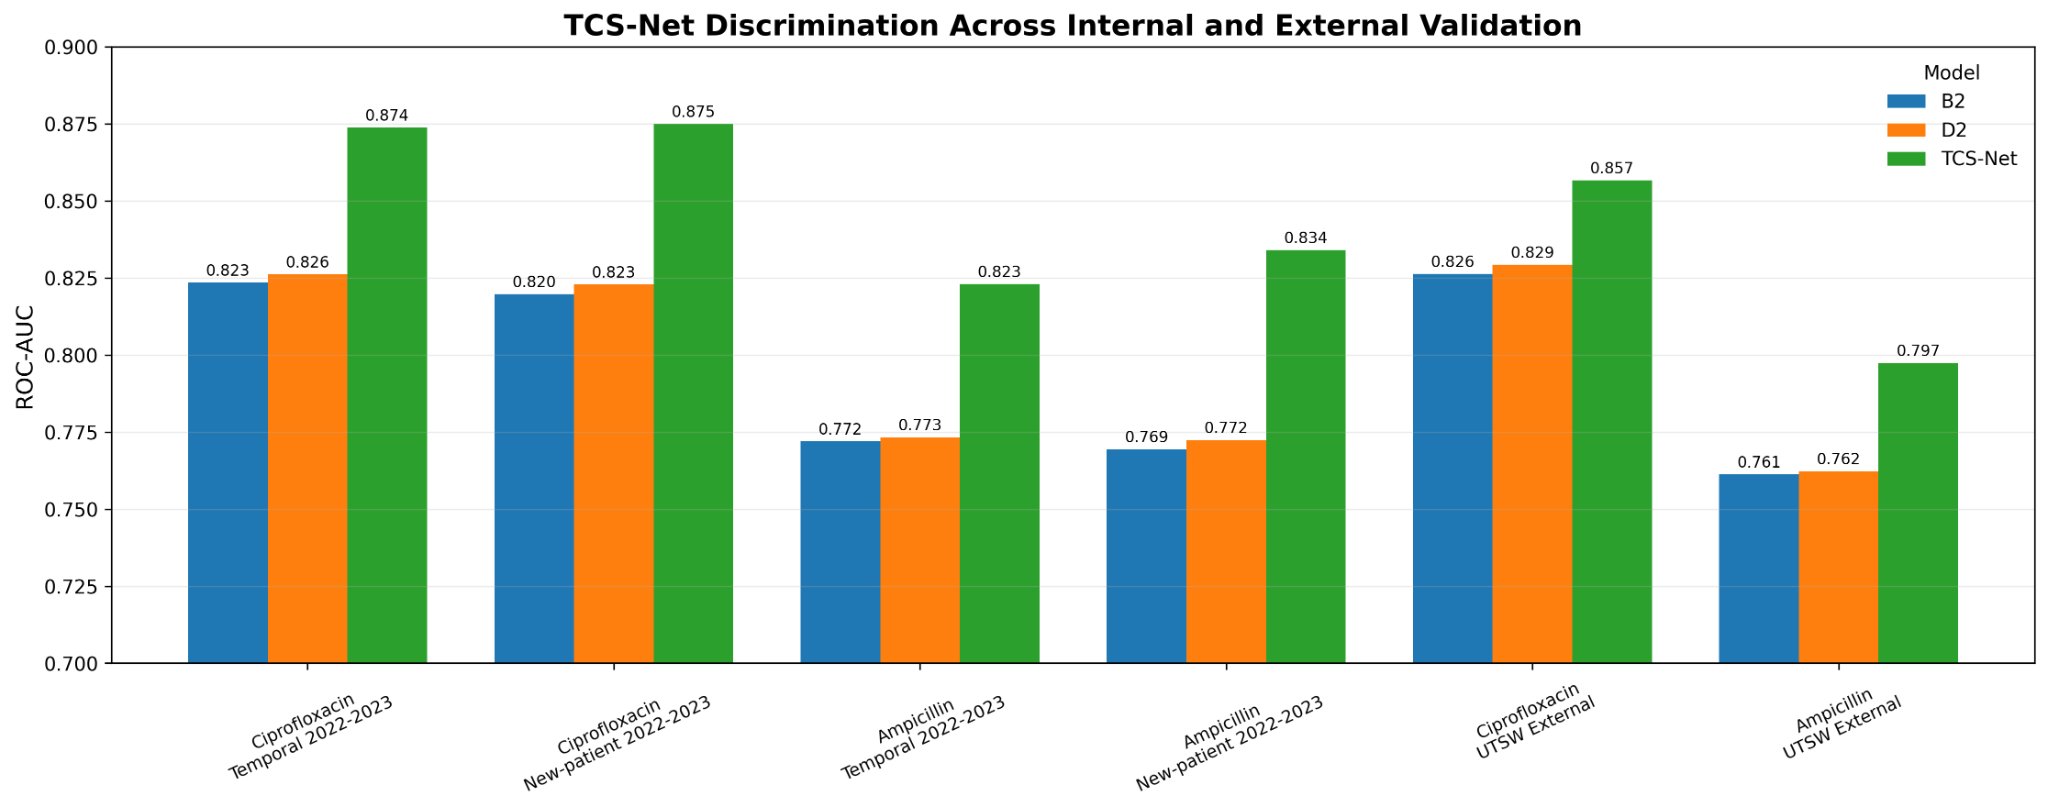 TCS-Net Discrimination Across Internal and External Validation
ROC-AUC
0.900
0.875
0.850
0.825
0.800
0.775
0.750
0.725
0.700
Model
B2
D2
TCS-Net
0.823
0.826
0.874
0.820
0.823
0.875
0.772
0.773
0.823
0.769
0.772
0.834
0.826
0.829
0.857
0.761
0.762
0.797
Ciprofloxacin
Temporal 2022-2023
Ciprofloxacin
New-patient 2022-2023
Ampicillin
Temporal 2022-2023
Ampicillin
New-patient 2022-2023
Ciprofloxacin
UTSW External
Ampicillin
UTSW External